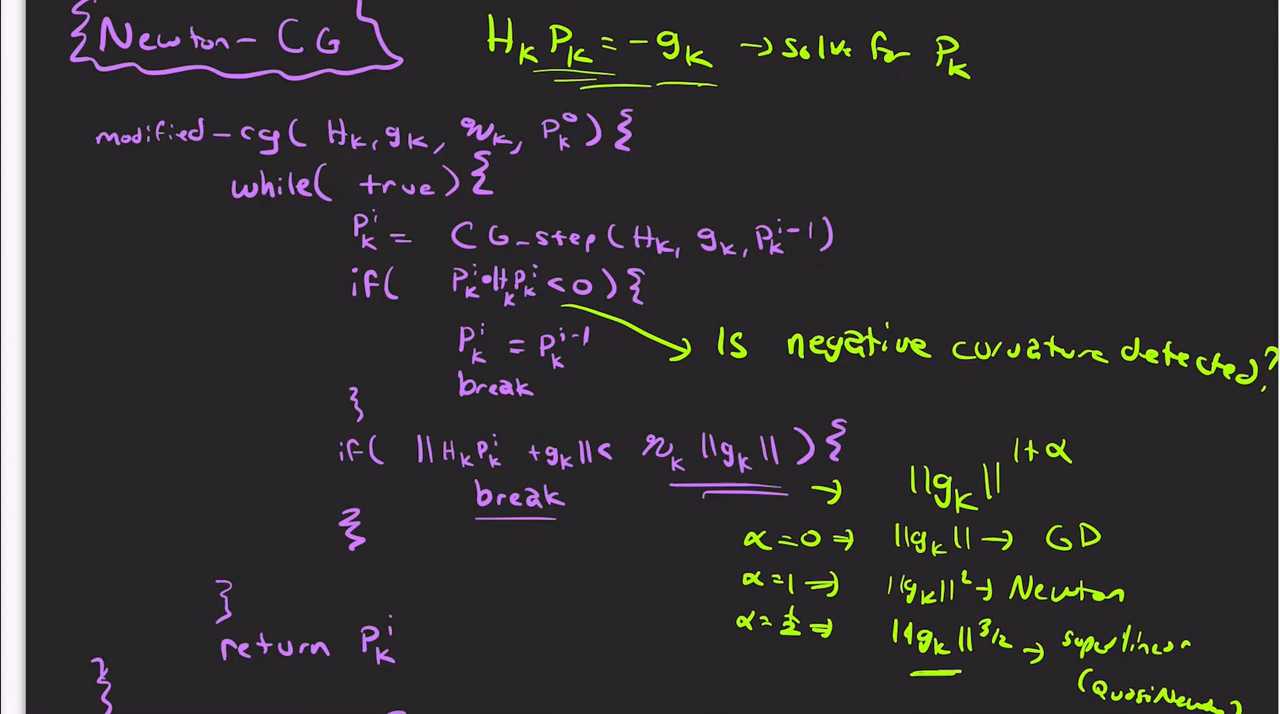 Newton - CG
H_k P_k = -g_k → solve for P_k
modified-cg( H_k, g_k, η_k, P_k^0 ) {
while( true ) {
P_k^i = CG_step( H_k, g_k, P_k^{i-1} )
if( P_k^i • H_k P_k^i < 0 ) {
→ Is negative curvature detected?
P_k^i = P_k^{i-1}
break
}
if( ||H_k P_k^i + g_k|| < η_k ||g_k|| ) {
→ ||g_k||^{1+α}
break
α = 0 ⇒ ||g_k|| → GD
}
α = 1 ⇒ ||g_k||^2 → Newton
}
α = 1/2 ⇒ ||g_k||^{3/2} → superlinear
return P_k^i
(QuasiNewton)
}